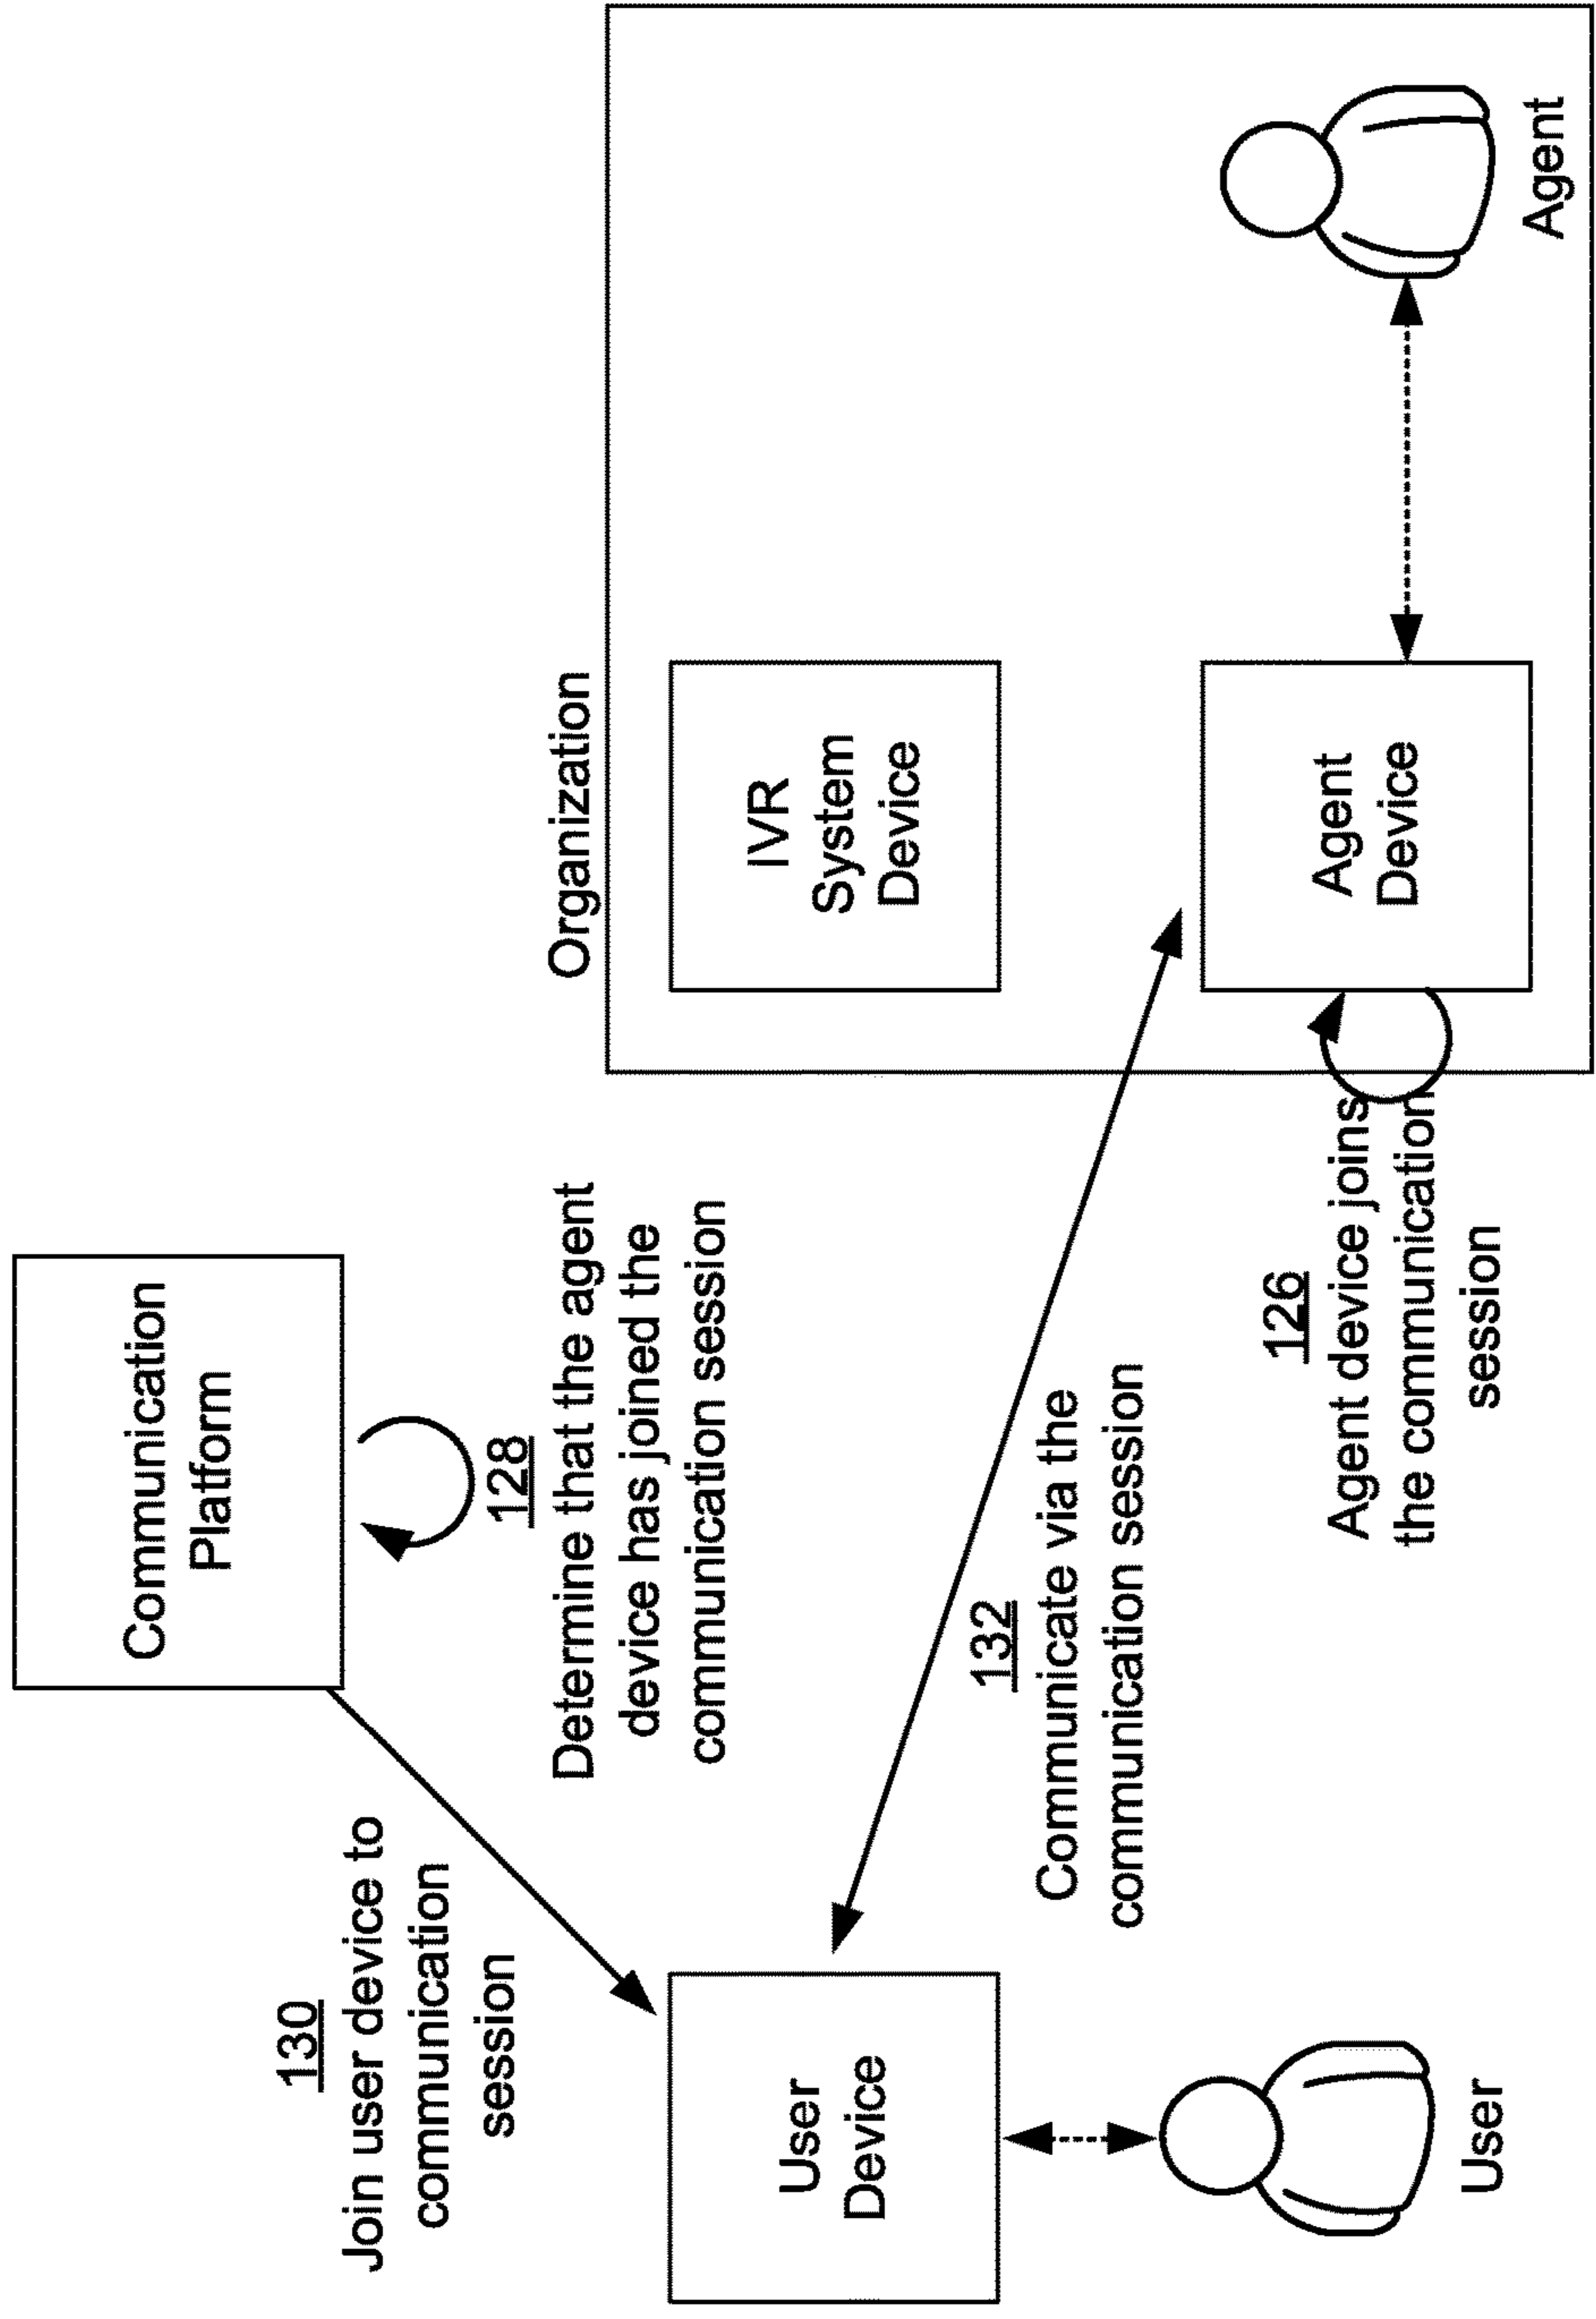 Communication
Platform
130
Join user device to
communication
session
128
Determine that the agent
device has joined the
communication session
Organization
User
Device
IVR
System
Device
132
Communicate via the
communication session
126
Agent device joins
the communication
session
Agent
Device
User
Agent